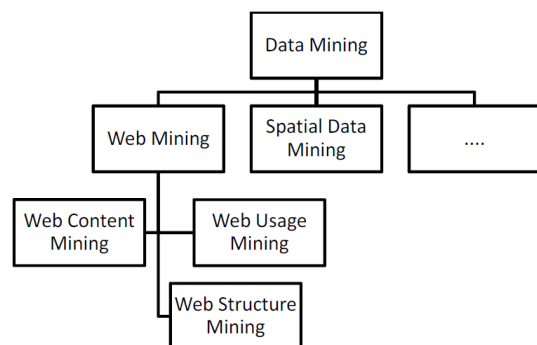 Data Mining
Web Mining
Spatial Data
Mining
....
Web Content
Mining
Web Usage
Mining
Web Structure
Mining